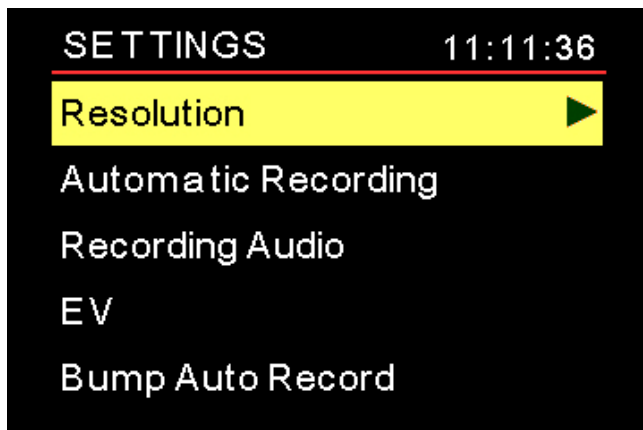 SETTINGS 11:11:36
Resolution
Automatic Recording
Recording Audio
EV
Bump Auto Record